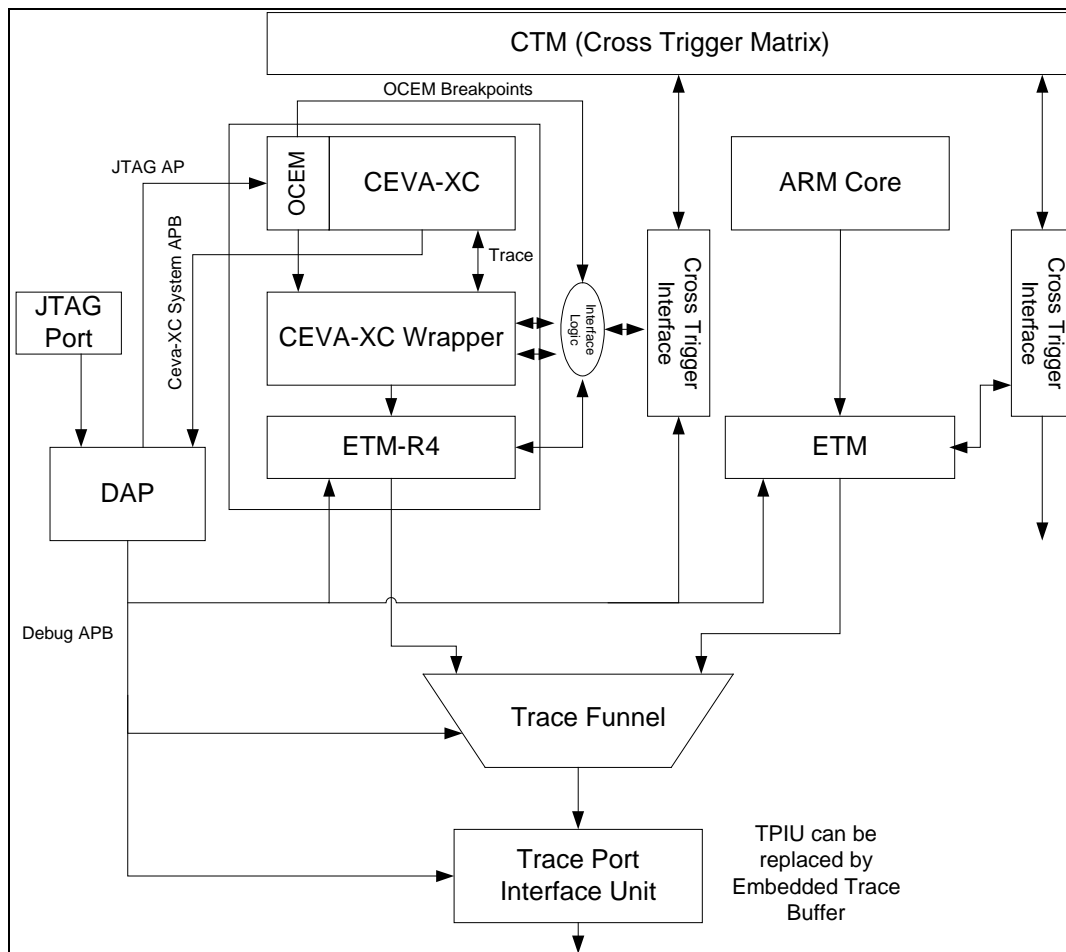 CTM (Cross Trigger Matrix)
OCEM Breakpoints
JTAG AP
OCEM
CEVA-XC
ARM Core
Ceva-XC System APB
Trace
JTAG
Port
CEVA-XC Wrapper
Interface
Logic
Cross Trigger
Interface
Cross Trigger
Interface
DAP
ETM-R4
ETM
Debug APB
Trace Funnel
Trace Port
Interface Unit
TPIU can be
replaced by
Embedded Trace
Buffer